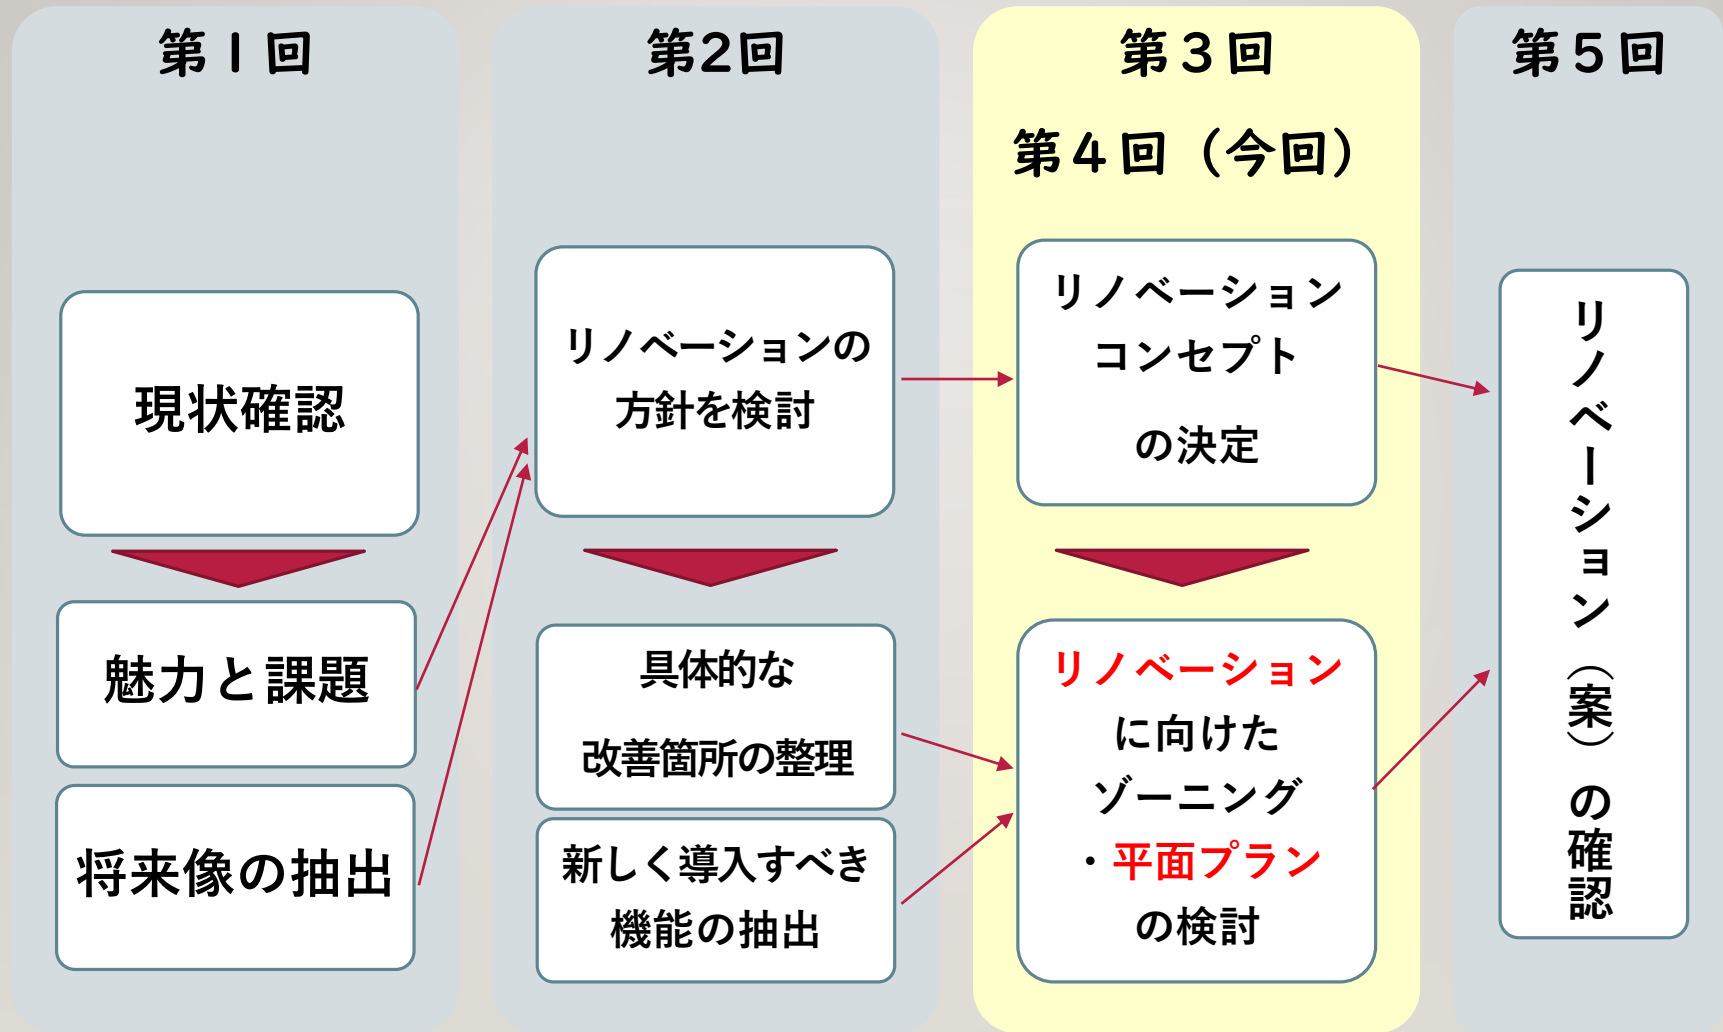 第１回
現状確認
魅力と課題
将来像の抽出
第2回
リノベーションの
方針を検討
具体的な
改善箇所の整理
新しく導入すべき
機能の抽出
第３回
第４回（今回）
リノベーション
コンセプト
の決定
リノベーション
に向けた
ゾーニング
・平面プラン
の検討
第５回
リノベーション（案）の確認